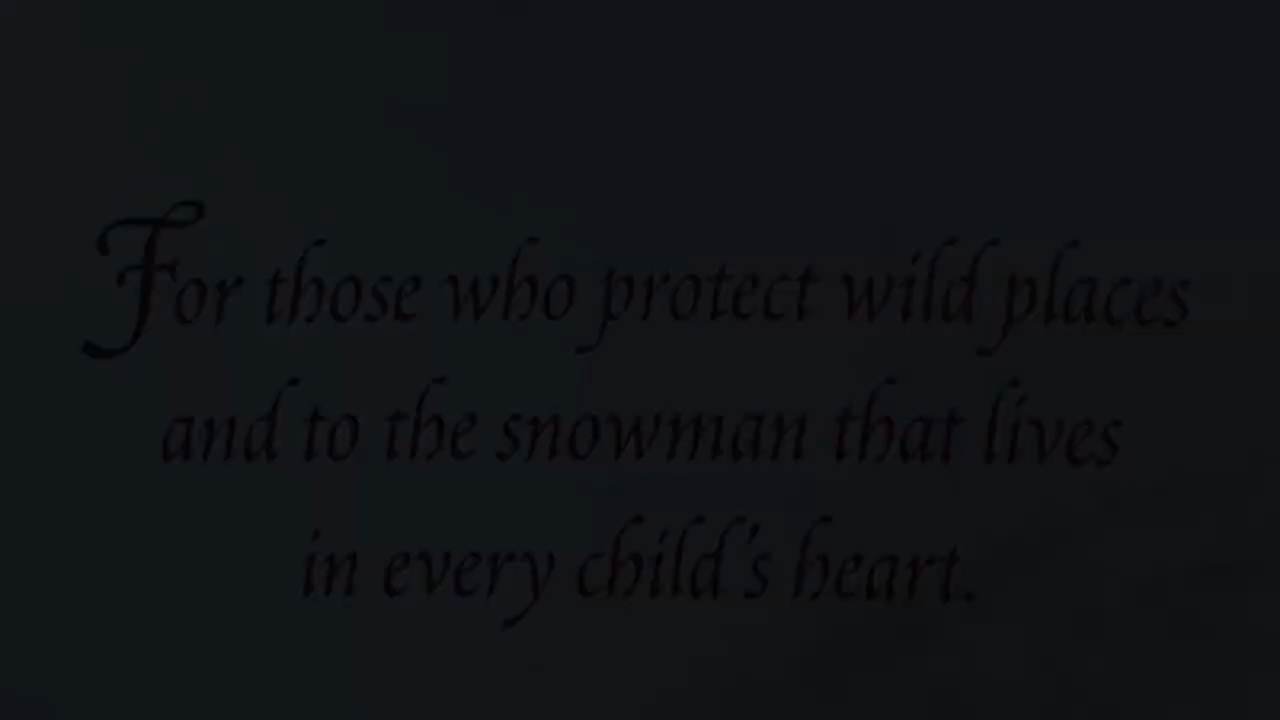 For those who protect wild places
and to the snowman that lives
in every child's heart.